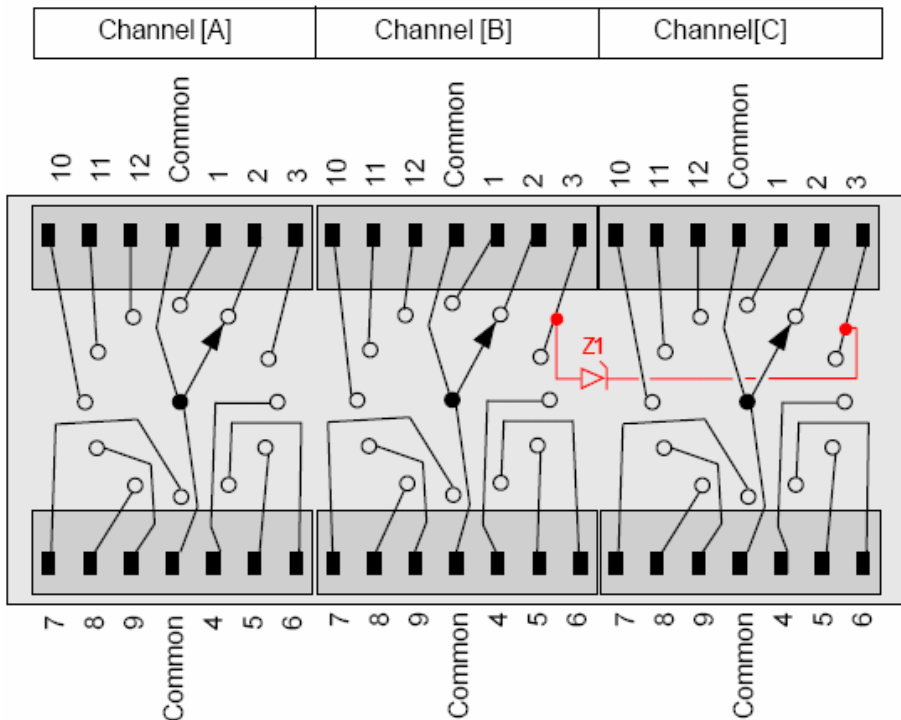 Channel [A] Channel [B] Channel[C]
10 11 12 Common 1 2 3 10 11 12 Common 1 2 3 10 11 12 Common 1 2 3
Z1
7 8 9 Common 4 5 6 7 8 9 Common 4 5 6 7 8 9 Common 4 5 6